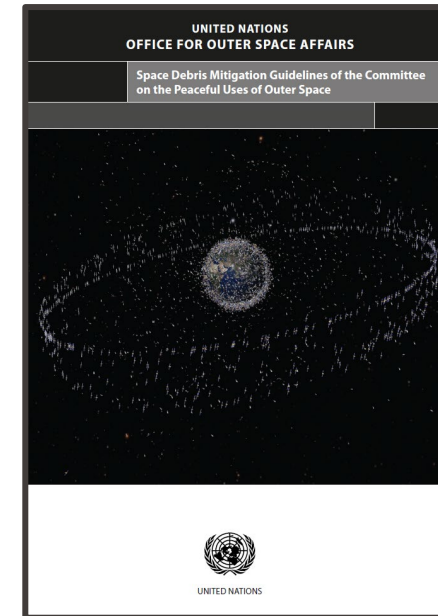 UNITED NATIONS
OFFICE FOR OUTER SPACE AFFAIRS
Space Debris Mitigation Guidelines of the Committee
on the Peaceful Uses of Outer Space
UNITED NATIONS